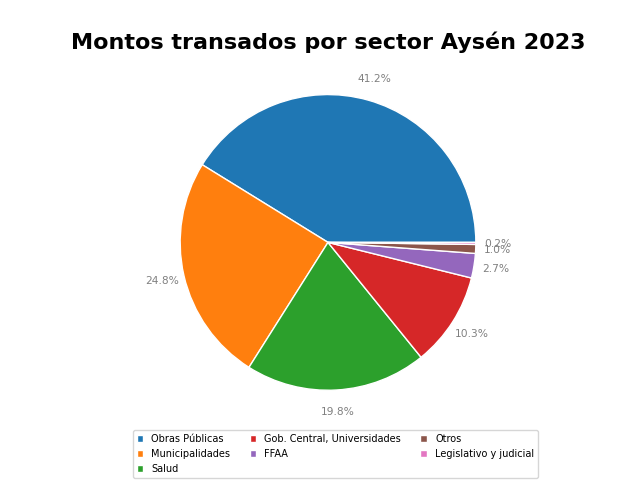 Montos transados por sector Aysén 2023
41.2%
0.2%
1.0%
2.7%
24.8%
10.3%
19.8%
Obras Públicas
Municipalidades
Salud
Gob. Central, Universidades
FFAA
Otros
Legislativo y judicial